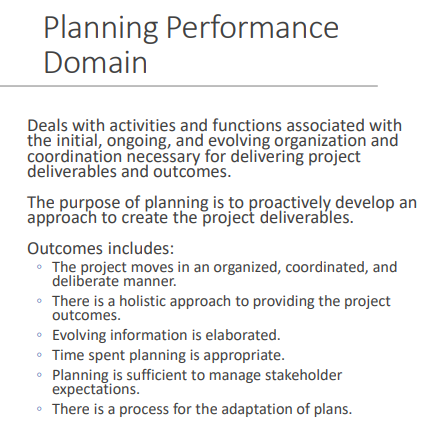 Planning Performance
Domain
Deals with activities and functions associated with
the initial, ongoing, and evolving organization and
coordination necessary for delivering project
deliverables and outcomes.
The purpose of planning is to proactively develop an
approach to create the project deliverables.
Outcomes includes:
◦ The project moves in an organized, coordinated, and
deliberate manner.
◦ There is a holistic approach to providing the project
outcomes.
◦ Evolving information is elaborated.
◦ Time spent planning is appropriate.
◦ Planning is sufficient to manage stakeholder
expectations.
◦ There is a process for the adaptation of plans.